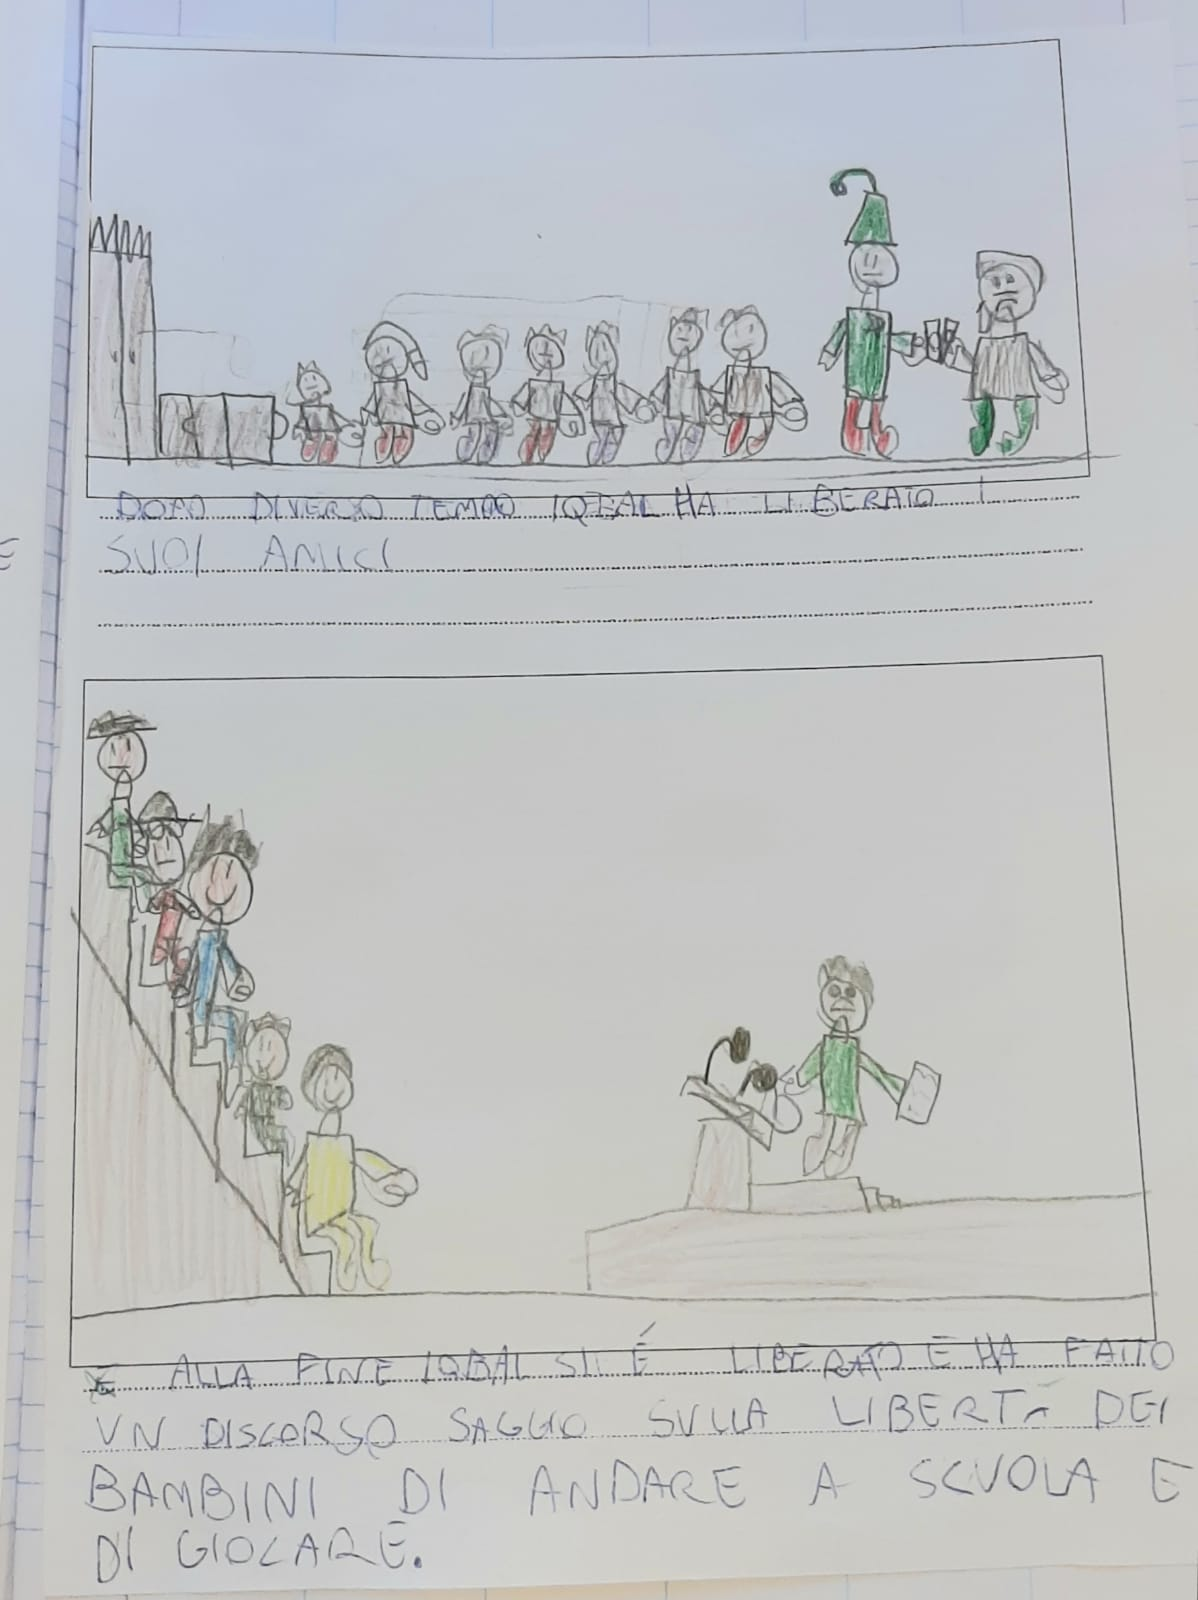 E
DOPO DIVERSO TEMPO IQBAL HA LIBERATO I
SUOI AMICI
E ALLA FINE IQBAL SI É LIBERATO E HA FATTO
UN DISCORSO SAGGIO SULLA LIBERTÀ DEI
BAMBINI DI ANDARE A SCUOLA E
DI GIOCARE.